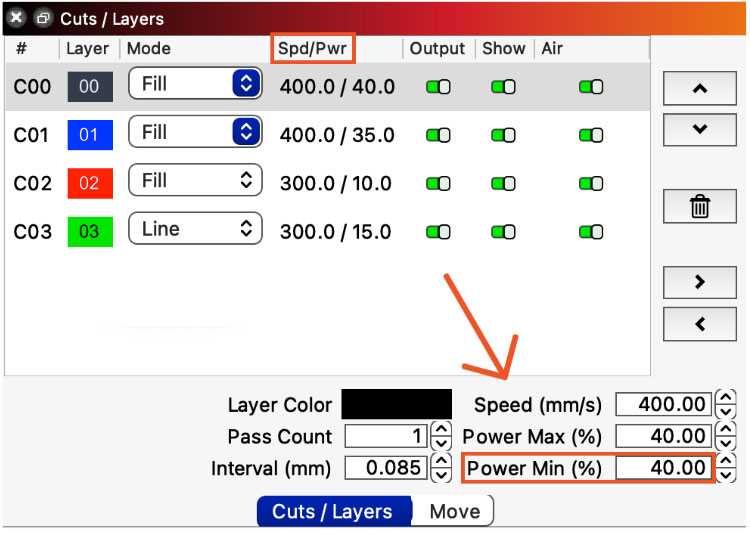 Cuts / Layers
# Layer Mode Spd/Pwr Output Show Air
C00 00 Fill 400.0 / 40.0
C01 01 Fill 400.0 / 35.0
C02 02 Fill 300.0 / 10.0
C03 03 Line 300.0 / 15.0
Layer Color Speed (mm/s) 400.00
Pass Count 1 Power Max (%) 40.00
Interval (mm) 0.085 Power Min (%) 40.00
Cuts / Layers Move